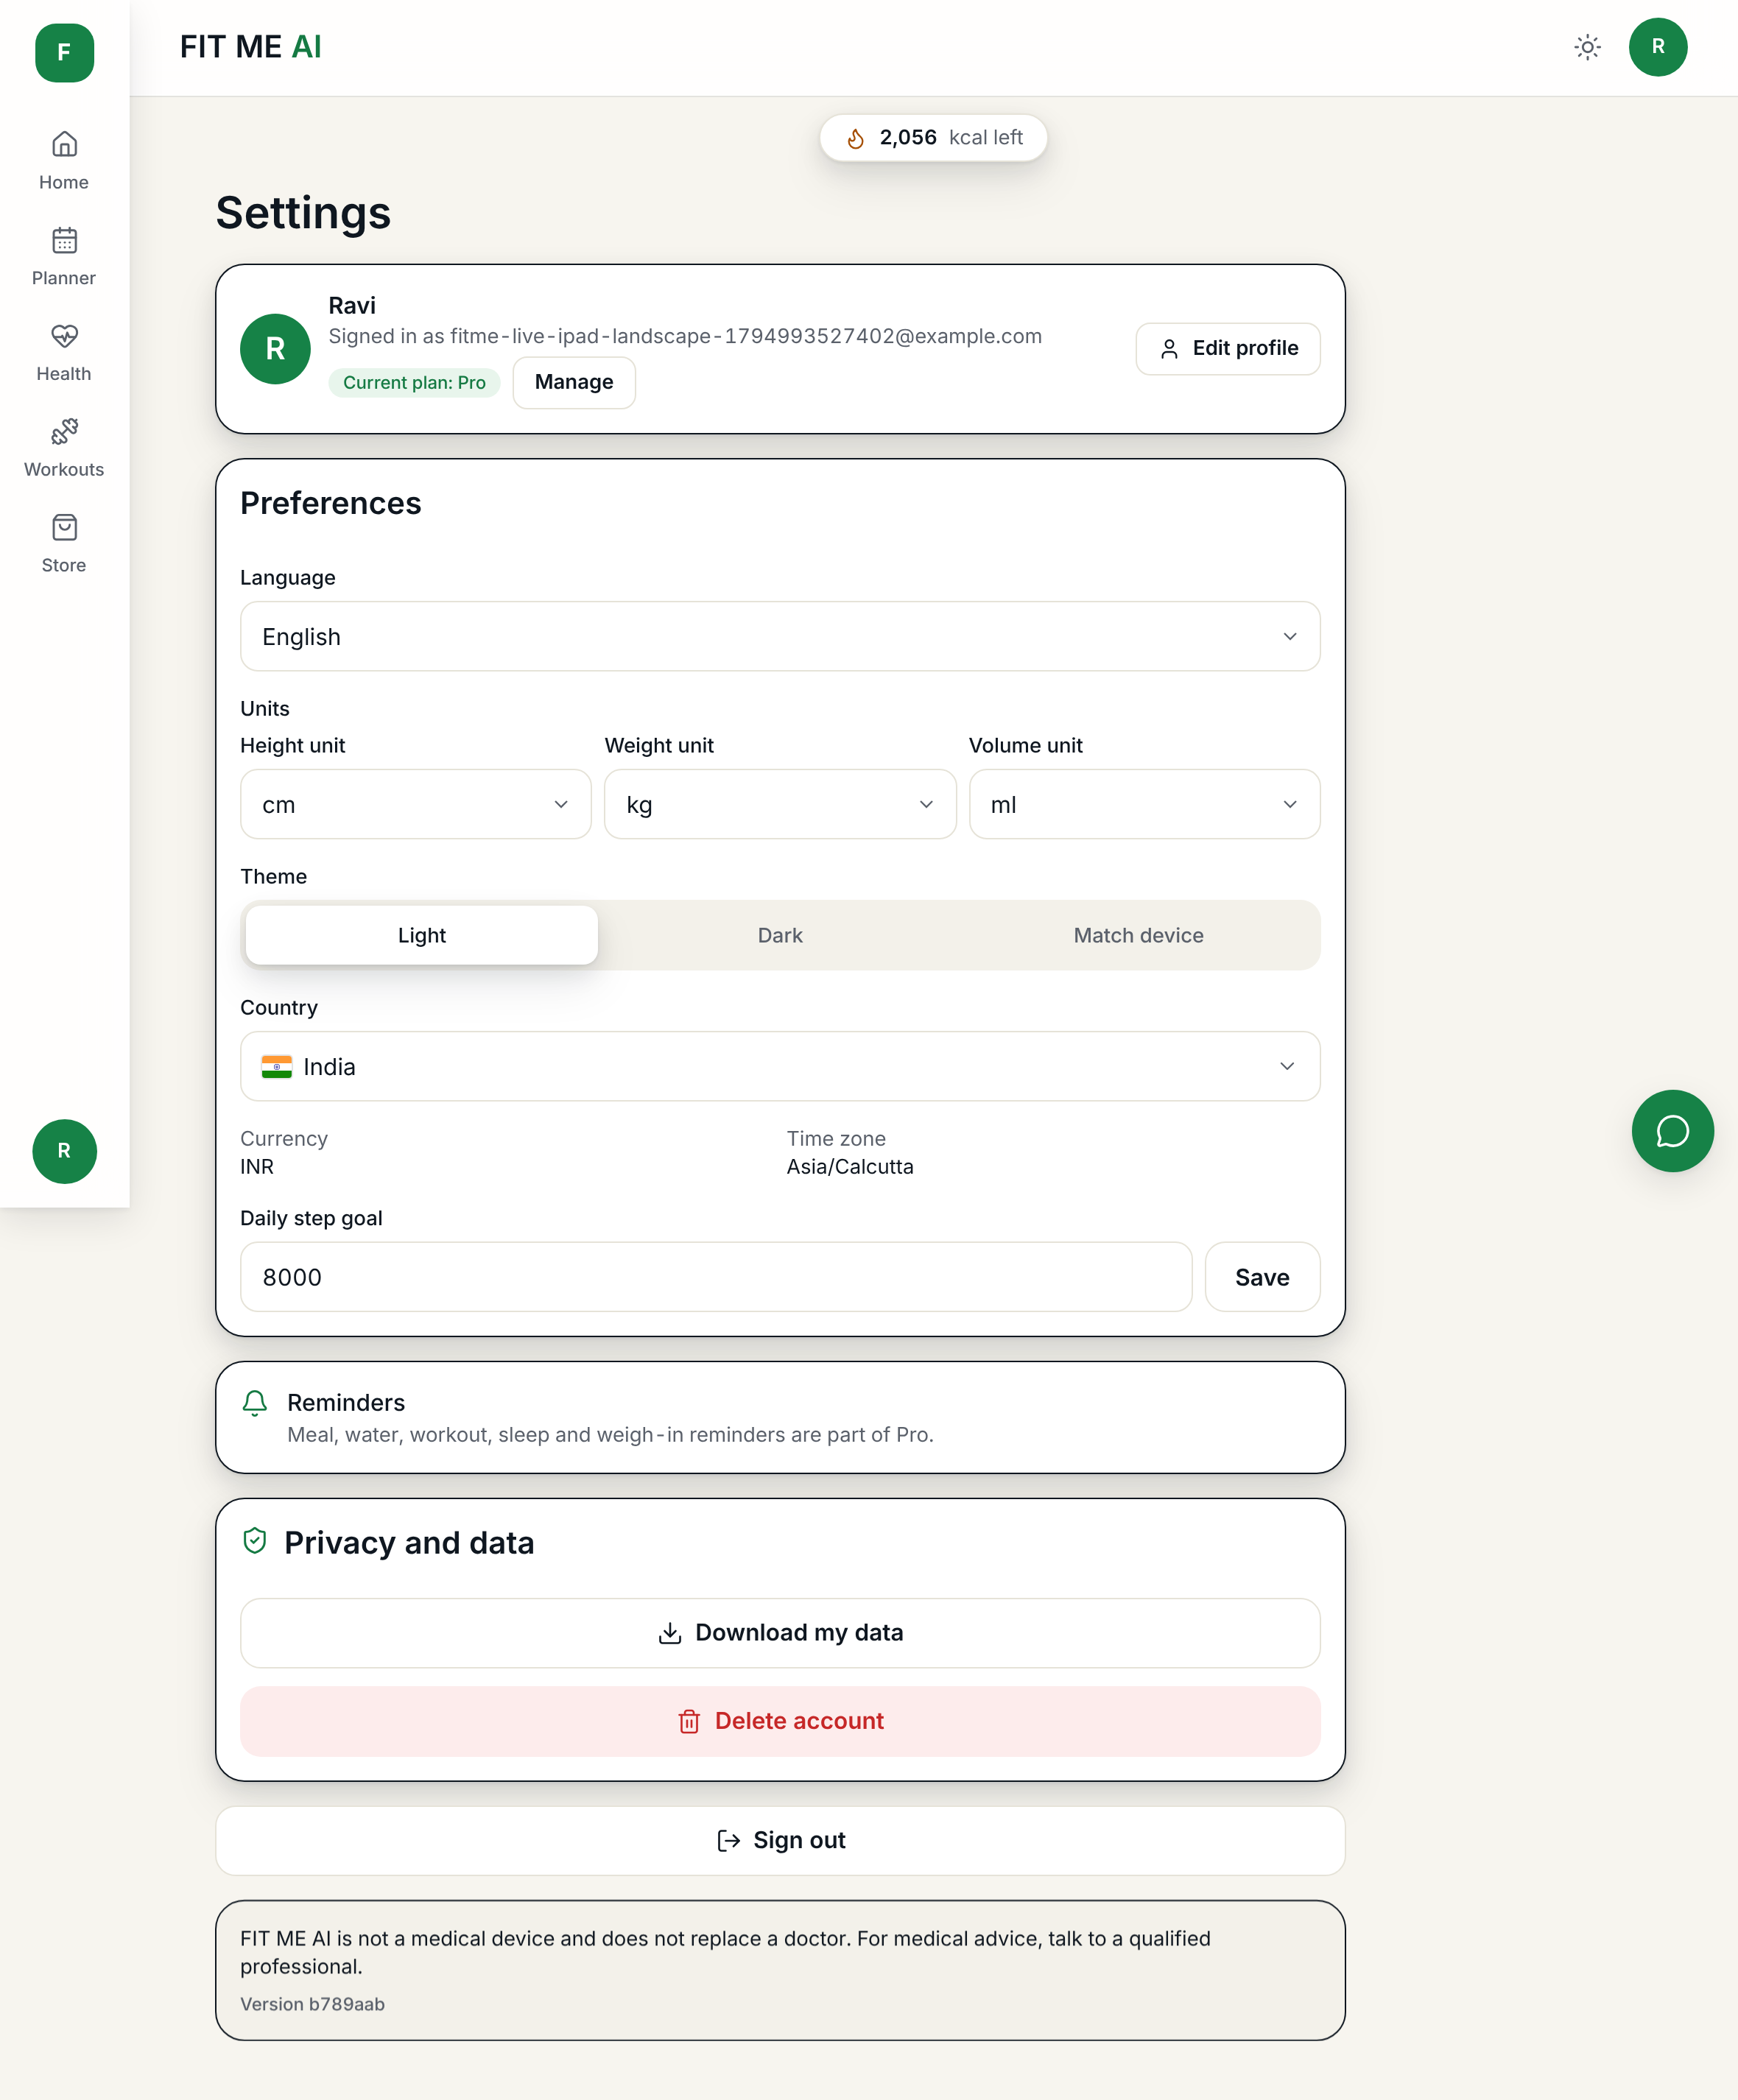 F
FIT ME AI
R
Home
Planner
Health
Workouts
Store
R
2,056 kcal left
Settings
R
Ravi
Signed in as fitme-live-ipad-landscape-1794993527402@example.com
Current plan: Pro
Manage
Edit profile
Preferences
Language
English
Units
Height unit
Weight unit
Volume unit
cm
kg
ml
Theme
Light
Dark
Match device
Country
India
Currency
Time zone
INR
Asia/Calcutta
Daily step goal
8000
Save
Reminders
Meal, water, workout, sleep and weigh-in reminders are part of Pro.
Privacy and data
Download my data
Delete account
Sign out
FIT ME AI is not a medical device and does not replace a doctor. For medical advice, talk to a qualified
professional.
Version b789aab